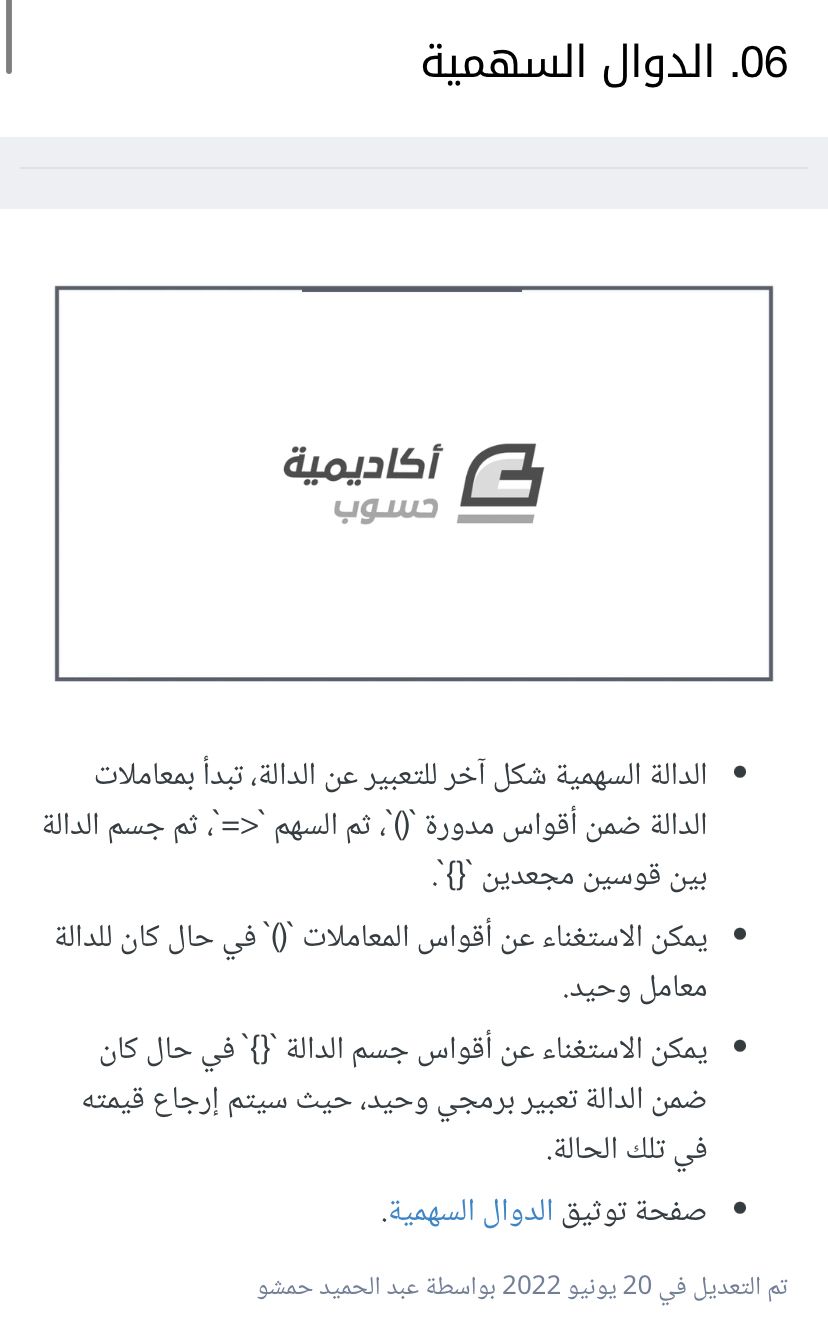 06. الدوال السهمية
أكاديمية
حسوب
الدالة السهمية شكل آخر للتعبير عن الدالة، تبدأ بمعاملات
الدالة ضمن أقواس مدورة `()`، ثم السهم `=>`، ثم جسم الدالة
بين قوسين مجعدين `{}`.
يمكن الاستغناء عن أقواس المعاملات `()` في حال كان للدالة
معامل وحيد.
يمكن الاستغناء عن أقواس جسم الدالة `{}` في حال كان
ضمن الدالة تعبير برمجي وحيد، حيث سيتم إرجاع قيمته
في تلك الحالة.
صفحة توثيق الدوال السهمية.
تم التعديل في 20 يونيو 2022 بواسطة عبد الحميد حمشو